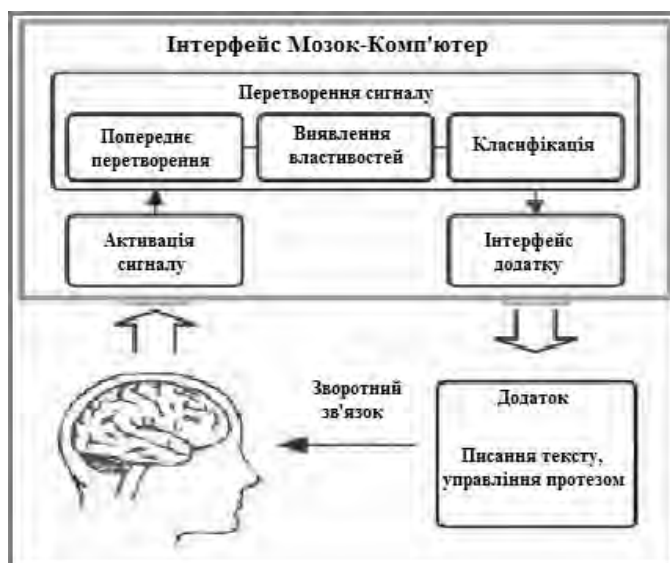 Інтерфейс Мозок-Комп'ютер
Перетворення сигналу
Попереднє
перетворення
Виявлення
властивостей
Класифікація
Активація
сигналу
Інтерфейс
додатку
Зворотний
зв'язок
Додаток
Писання тексту,
управління протезом